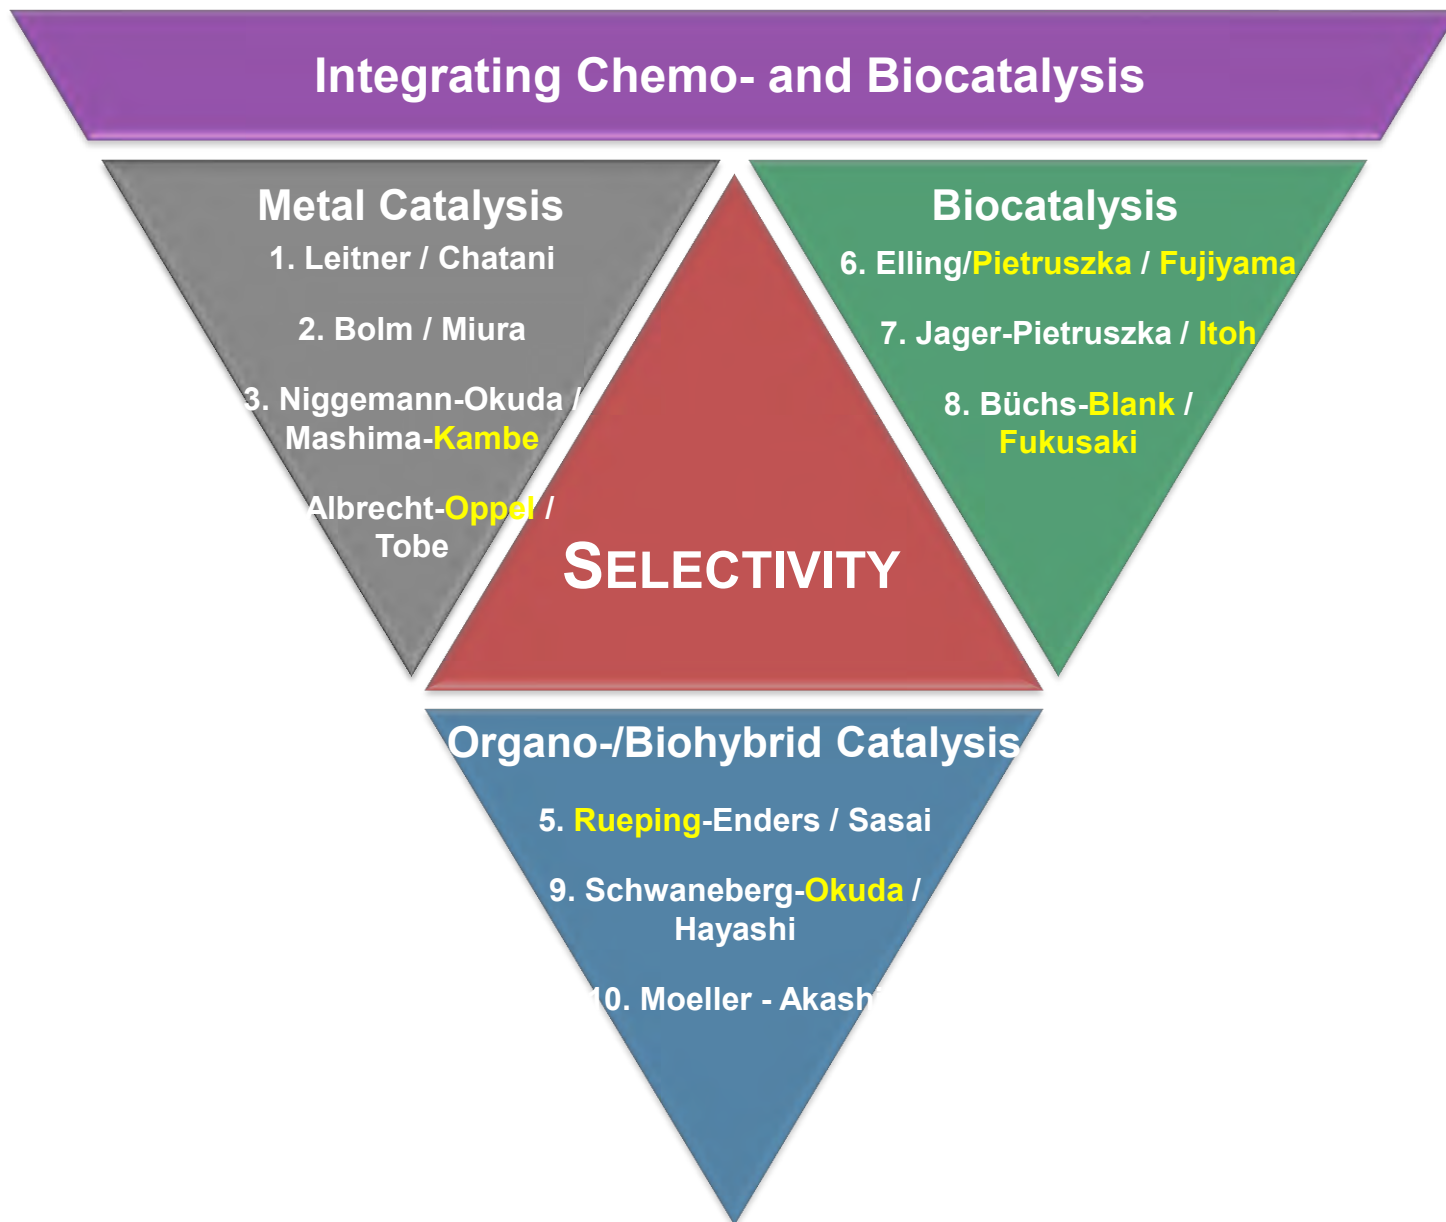 Integrating Chemo- and Biocatalysis
Metal Catalysis
1. Leitner / Chatani
2. Bolm / Miura
3. Niggemann-Okuda /
Mashima-Kambe
Albrecht-Oppel /
Tobe
Biocatalysis
6. Elling/Pietruszka / Fujiyama
7. Jager-Pietruszka / Itoh
8. Büchs-Blank /
Fukusaki
SELECTIVITY
Organo-/Biohybrid Catalysis
5. Rueping-Enders / Sasai
9. Schwaneberg-Okuda /
Hayashi
10. Moeller - Akashi